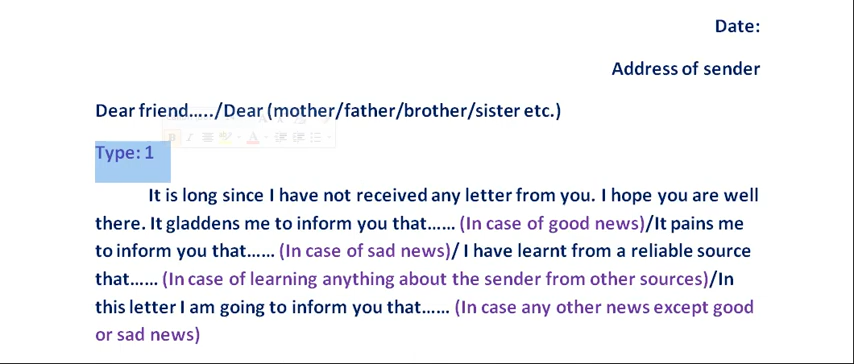 Date:
Address of sender
Dear friend...../Dear (mother/father/brother/sister etc.)
Type: 1
It is long since I have not received any letter from you. I hope you are well
there. It gladdens me to inform you that...... (In case of good news)/It pains me
to inform you that...... (In case of sad news)/ I have learnt from a reliable source
that...... (In case of learning anything about the sender from other sources)/In
this letter I am going to inform you that...... (In case any other news except good
or sad news)